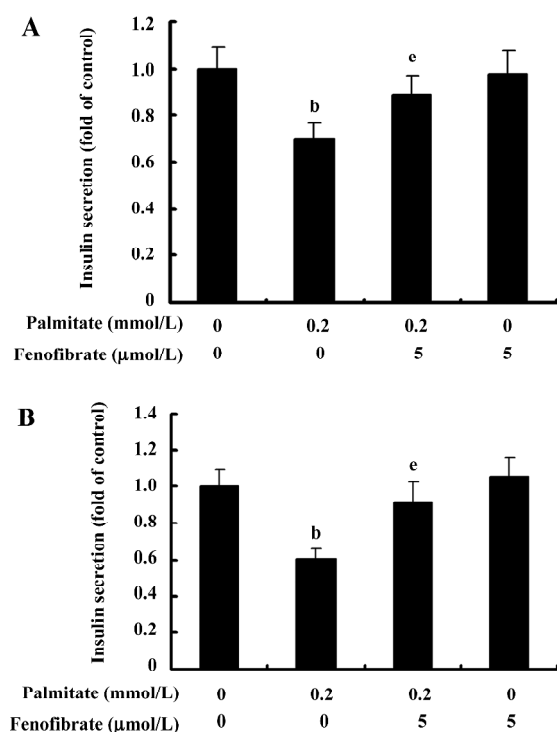 A
Insulin secretion (fold of control)
1.2
1.0
0.8
0.6
0.4
0.2
0
b
e
Palmitate (mmol/L) 0 0.2 0.2 0
Fenofibrate (μmol/L) 0 0 5 5
B
Insulin secretion (fold of control)
1.4
1.2
1.0
0.8
0.6
0.4
0.2
0
b
e
Palmitate (mmol/L) 0 0.2 0.2 0
Fenofibrate (μmol/L) 0 0 5 5